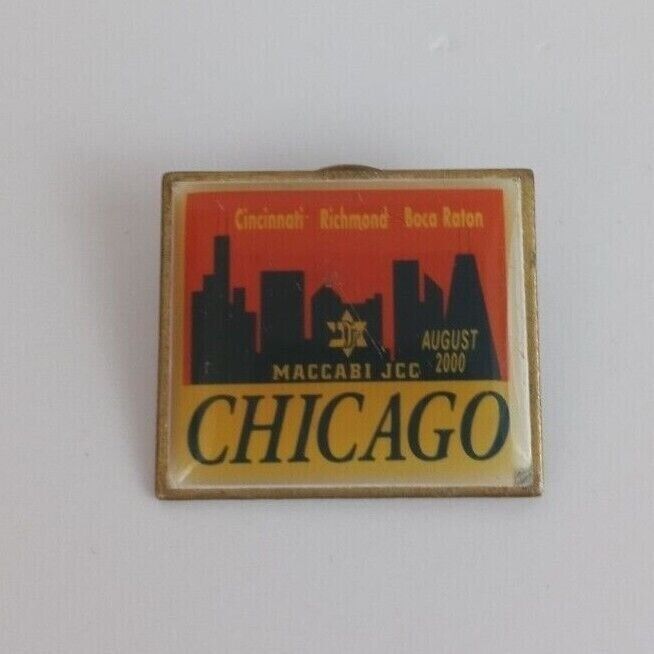 Cincinnati Richmond Boca Raton
AUGUST
2000
MACCABI JCC
CHICAGO